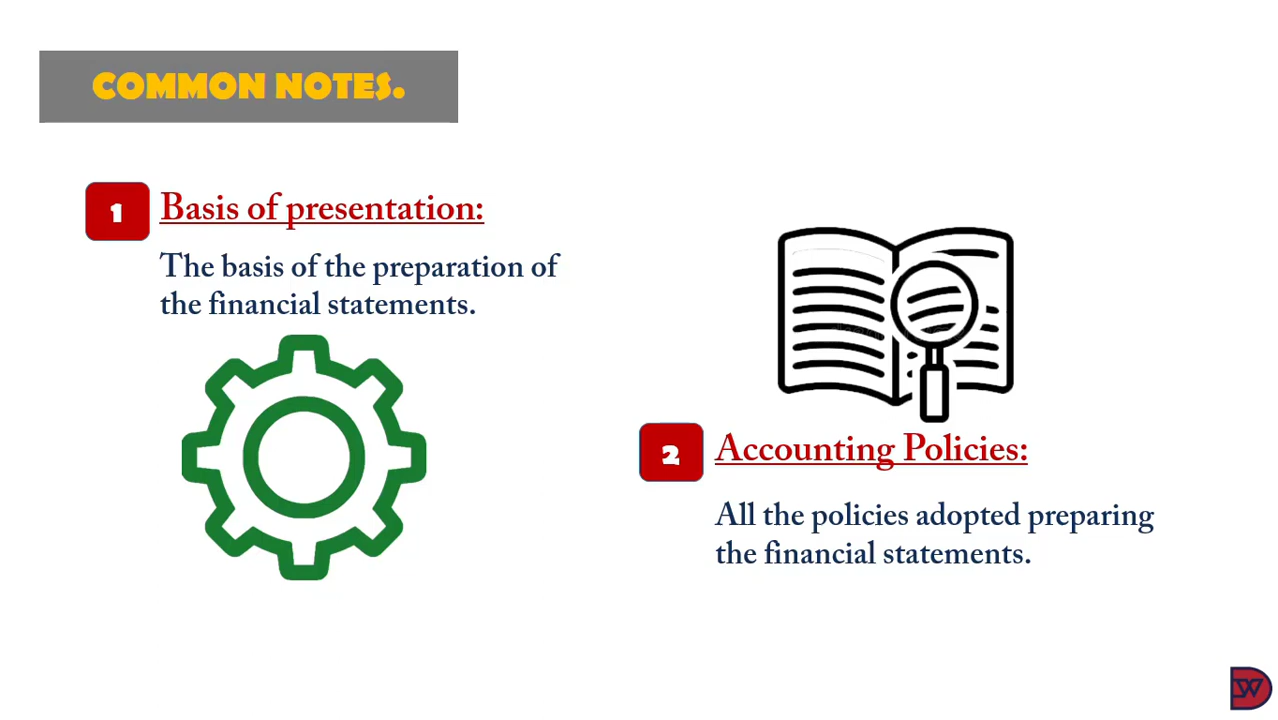 COMMON NOTES.
1
Basis of presentation:
The basis of the preparation of
the financial statements.
2
Accounting Policies:
All the policies adopted preparing
the financial statements.